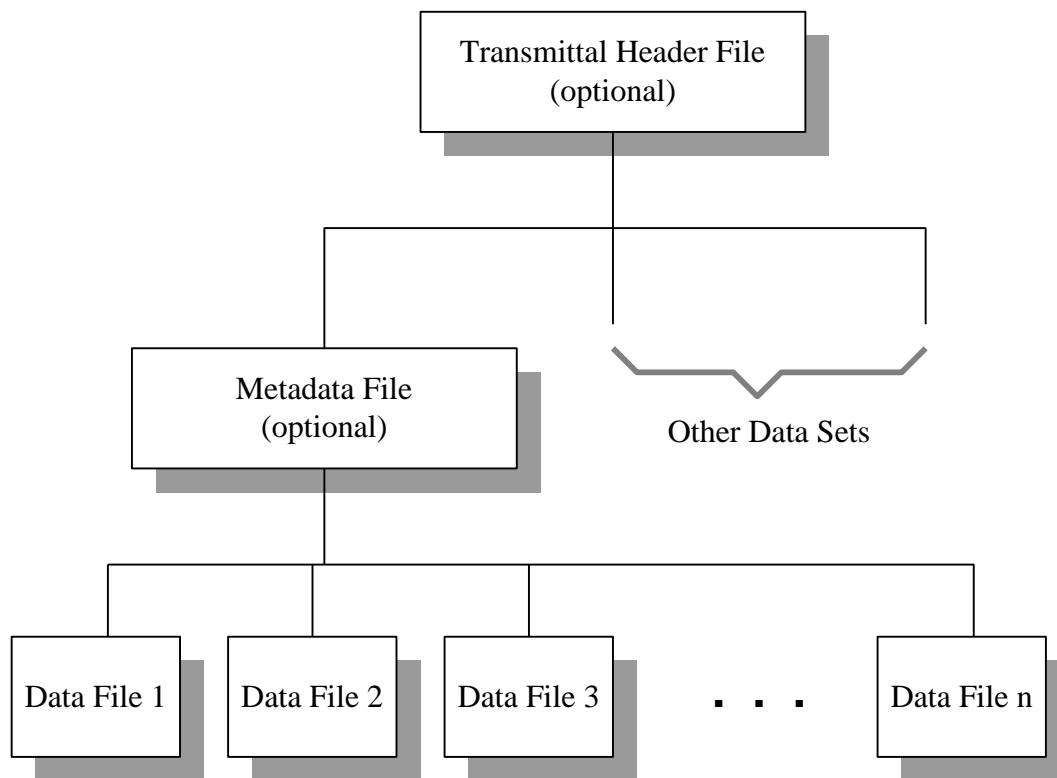 Transmittal Header File
(optional)
Metadata File
(optional)
Other Data Sets
Data File 1
Data File 2
Data File 3
. . .
Data File n